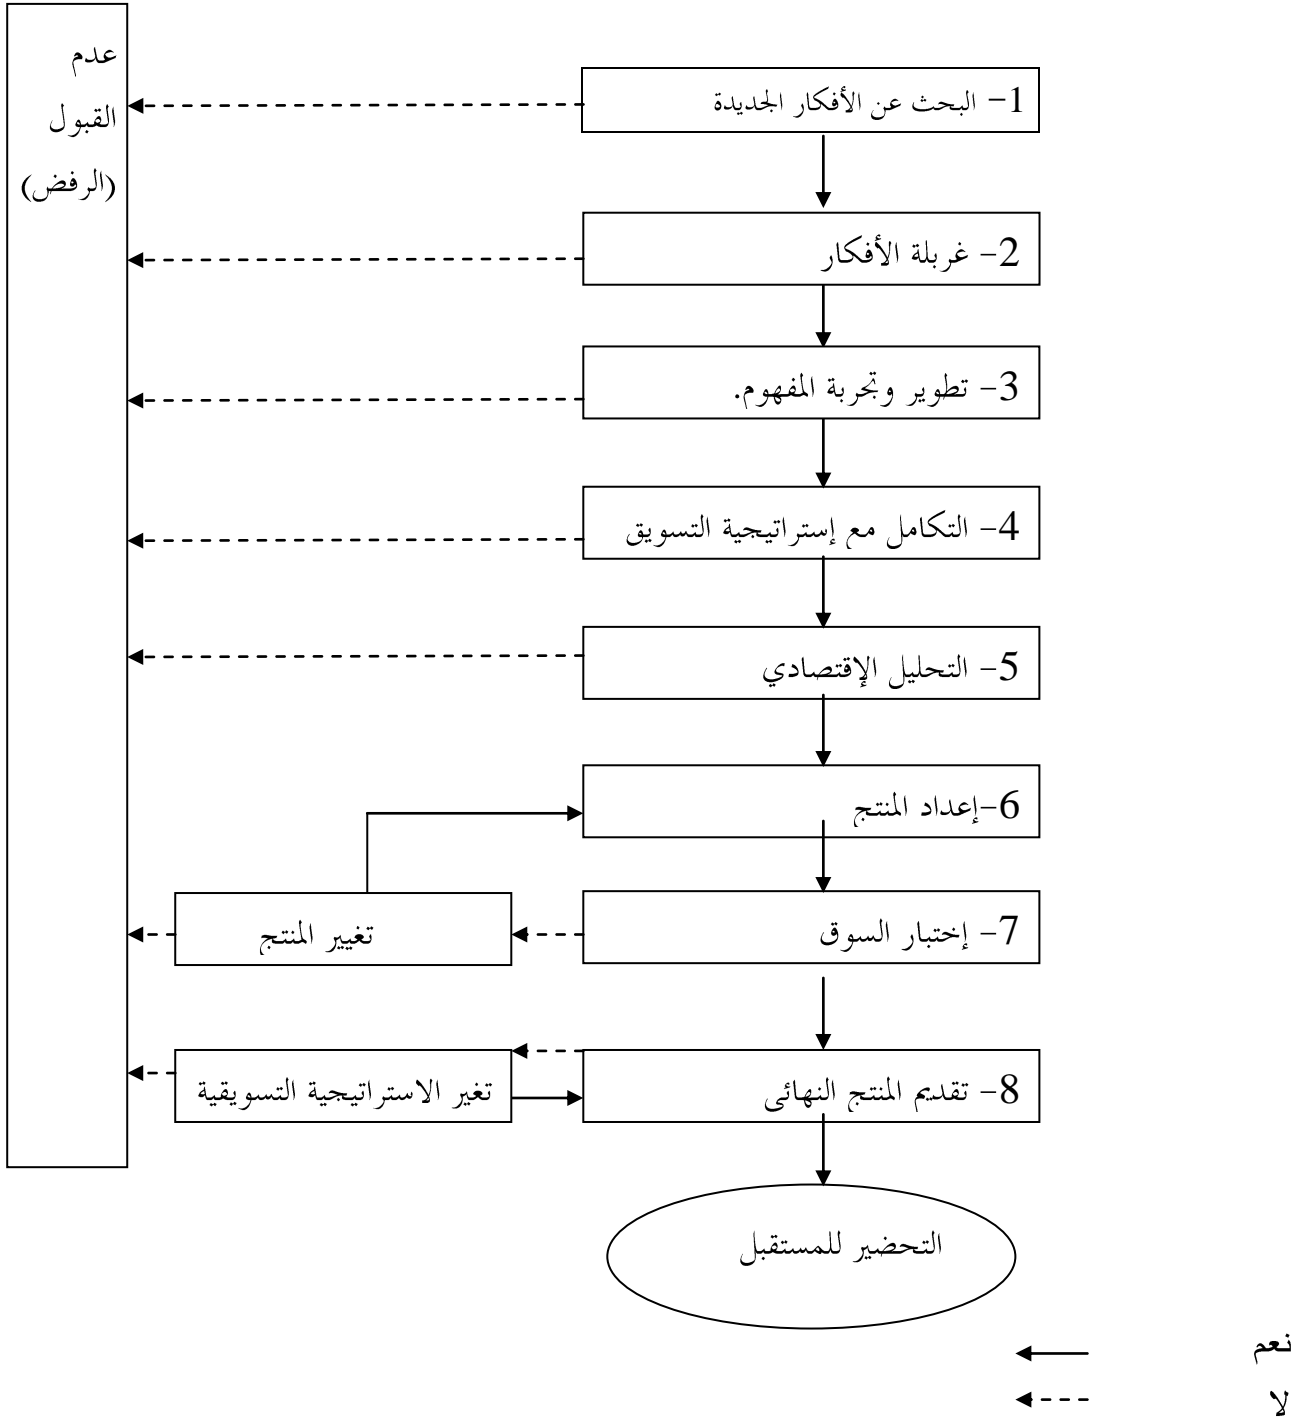 عدم
القبول
(الرفض)
1- البحث عن الأفكار الجديدة
2- غربلة الأفكار
3- تطوير وتجربة المفهوم.
4- التكامل مع إستراتيجية التسويق
5- التحليل الإقتصادي
6-إعداد المنتج
7- إختبار السوق
تغيير المنتج
8- تقديم المنتج النهائى
تغير الاستراتيجية التسويقية
التحضير للمستقبل
نعم
لا